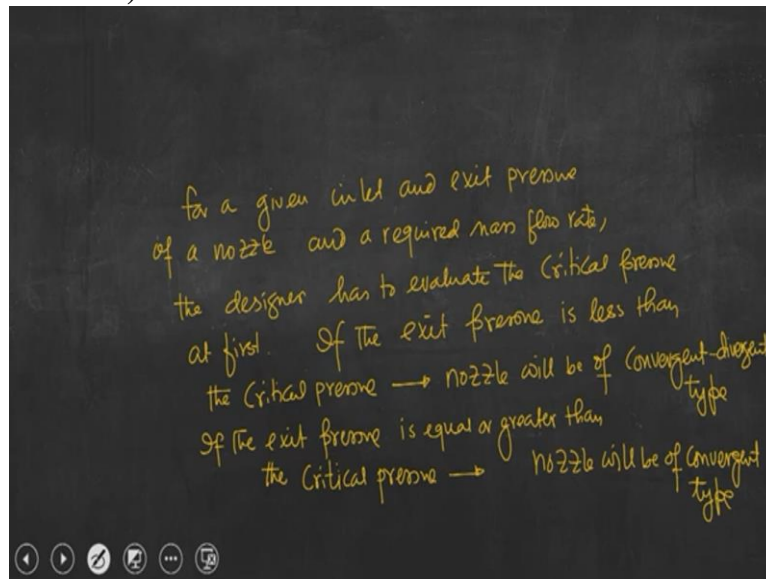 for a given inlet and exit pressure
of a nozzle and a required mass flow rate,
the designer has to evaluate the Critical pressure
at first. If the exit pressure is less than
the Critical pressure → nozzle will be of Convergent-divergent
type
If the exit pressure is equal or greater than
the Critical pressure → nozzle will be of convergent
type